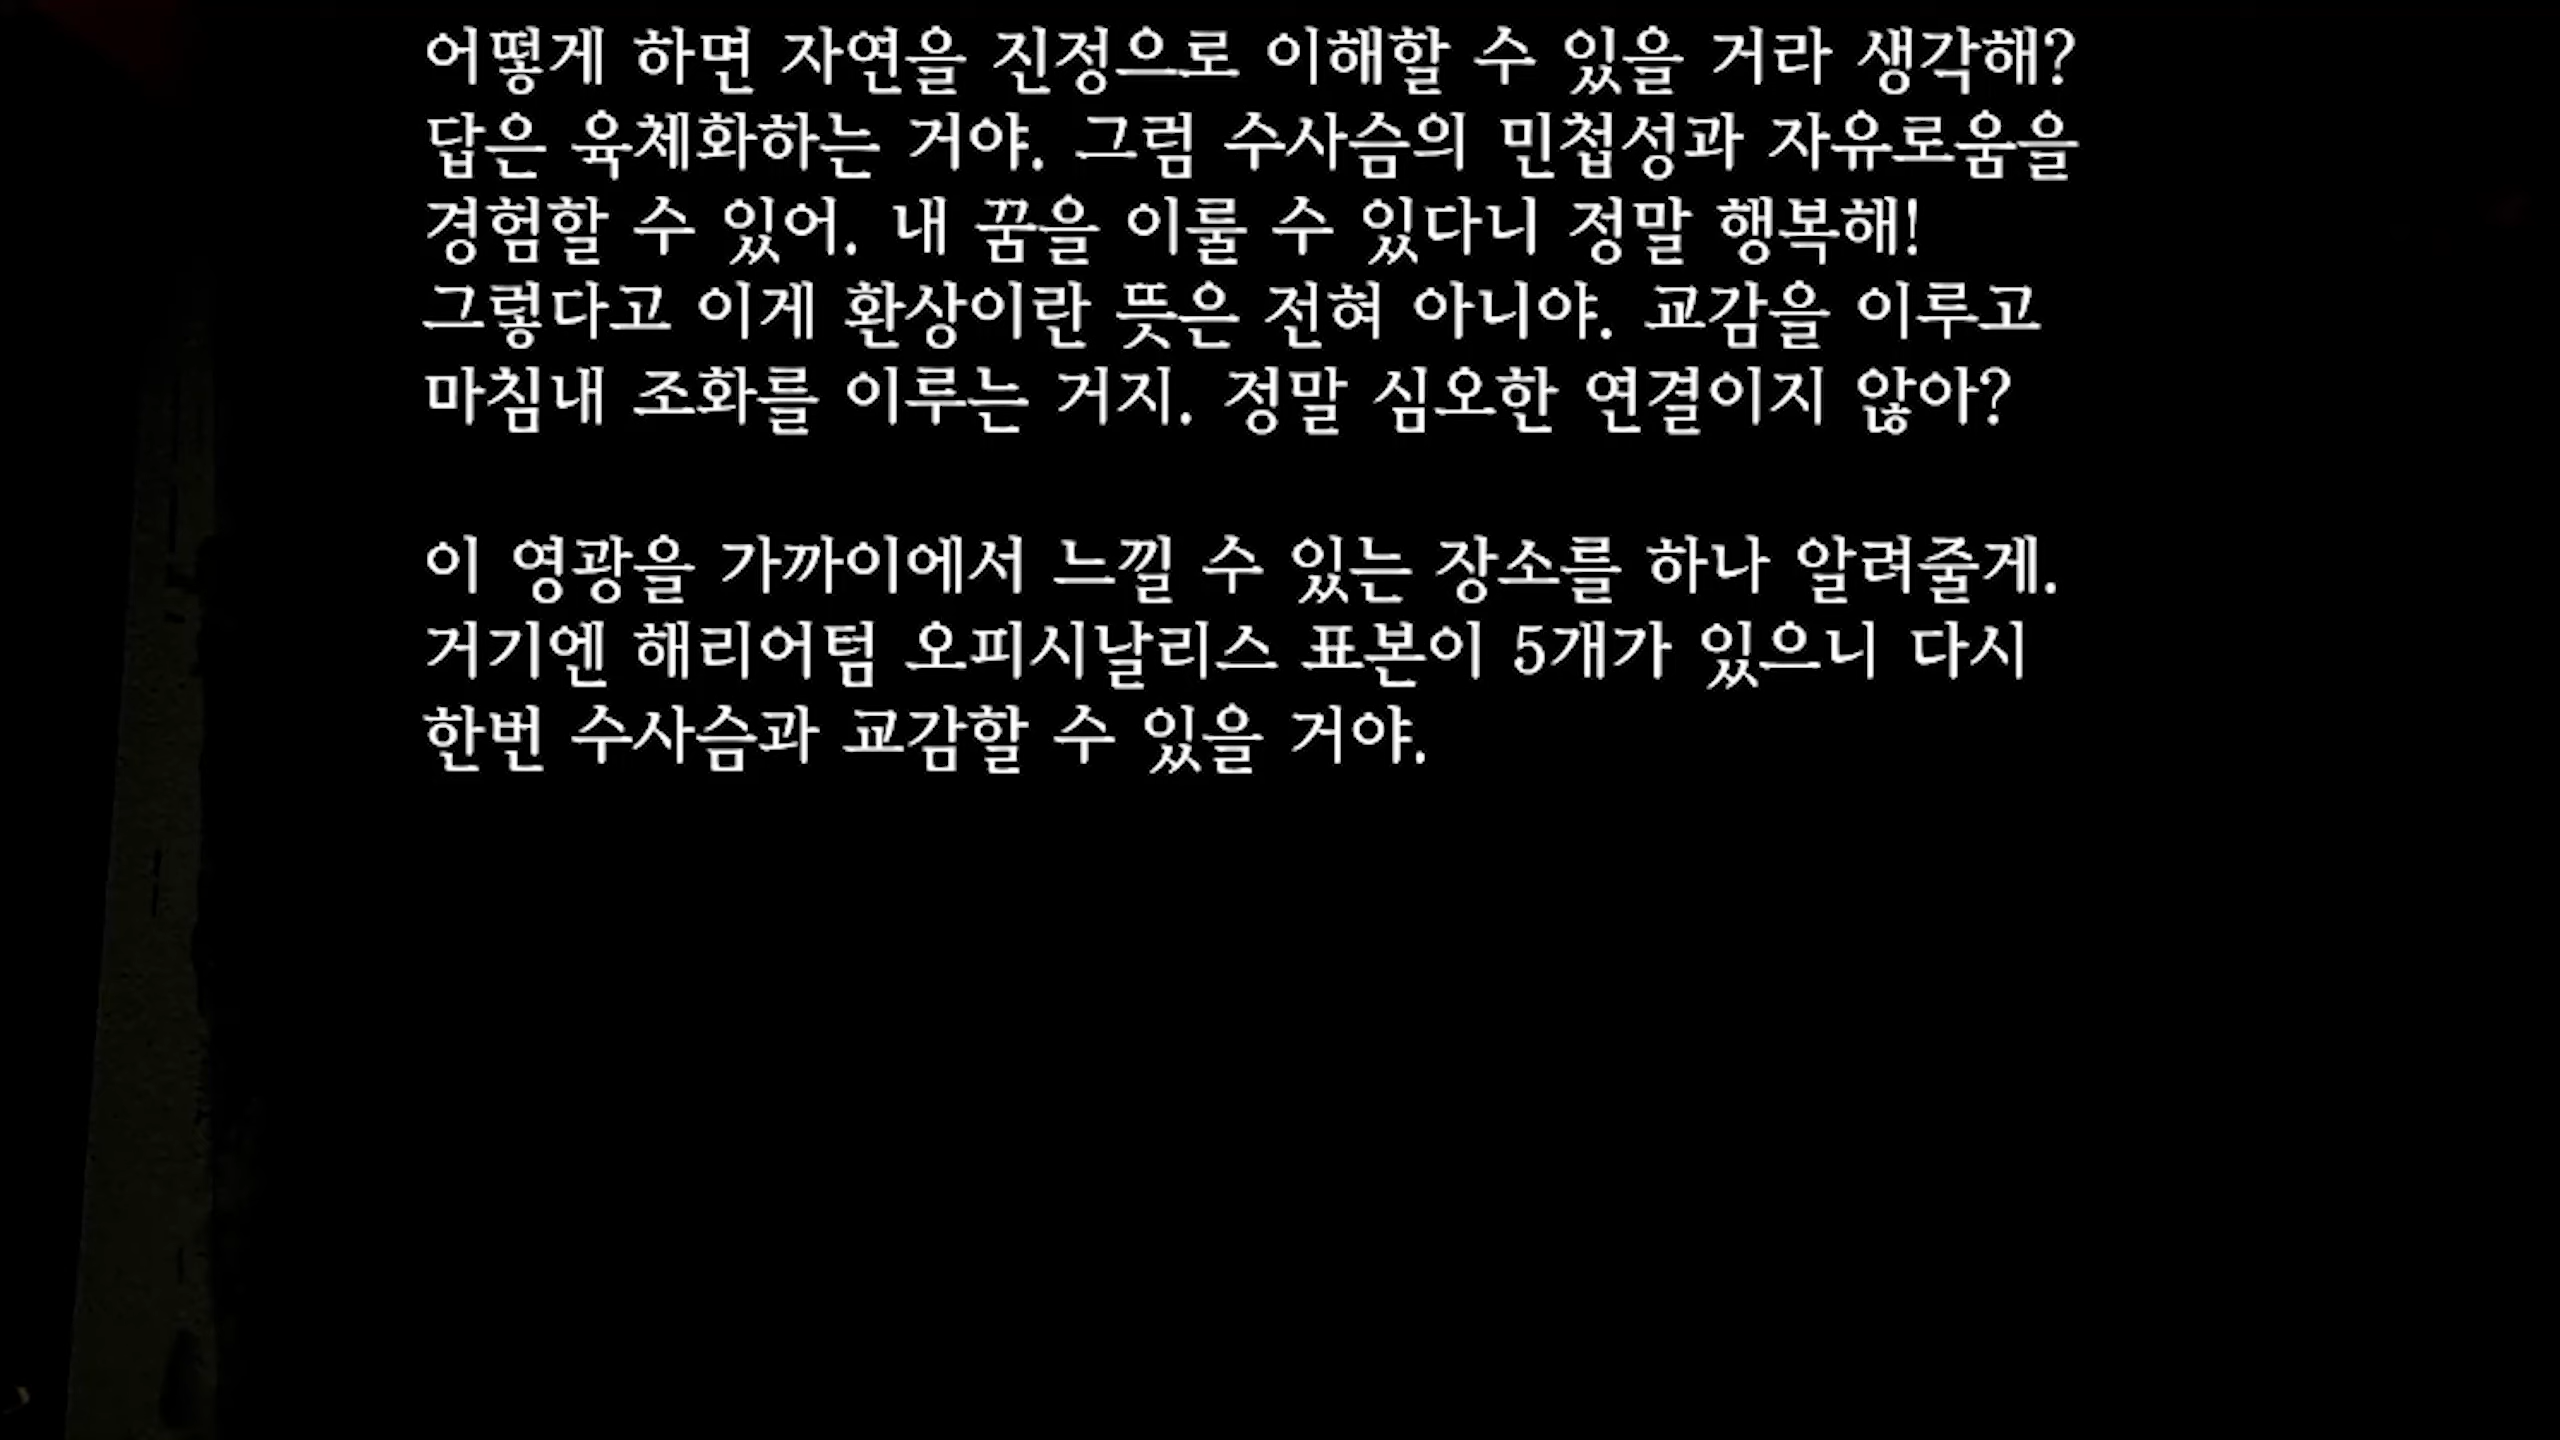 어떻게 하면 자연을 진정으로 이해할 수 있을 거라 생각해?
답은 육체화하는 거야. 그럼 수사슴의 민첩성과 자유로움을
경험할 수 있어. 내 꿈을 이룰 수 있다니 정말 행복해!
그렇다고 이게 환상이란 뜻은 전혀 아니야. 교감을 이루고
마침내 조화를 이루는 거지. 정말 심오한 연결이지 않아?
이 영광을 가까이에서 느낄 수 있는 장소를 하나 알려줄게.
거기엔 해리어텀 오피시날리스 표본이 5개가 있으니 다시
한번 수사슴과 교감할 수 있을 거야.